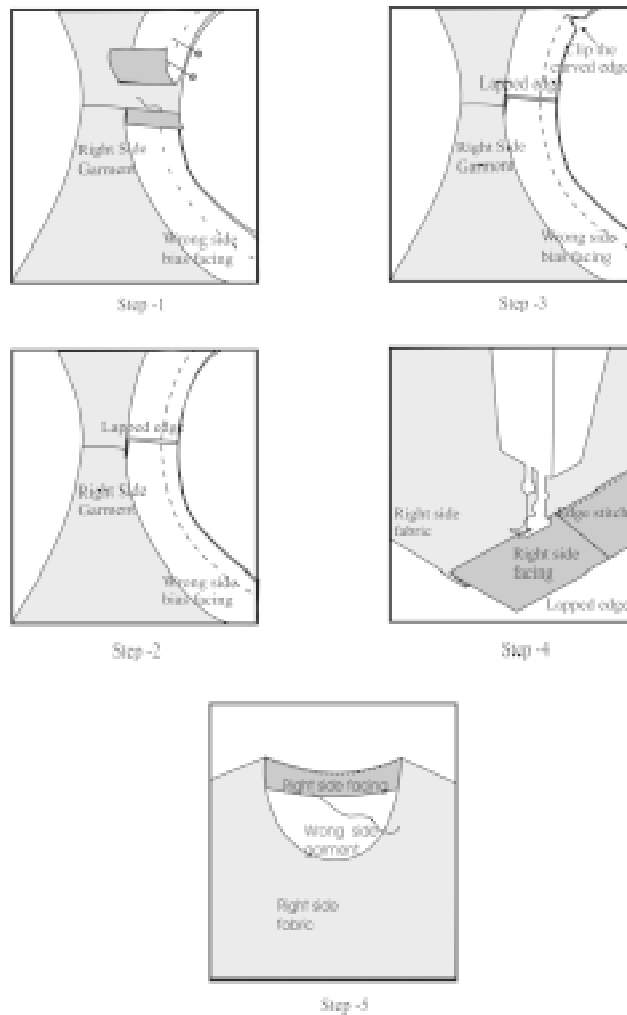 Right Side
Garment
Wrong side
bias facing
Step -1
Clip the
curved edge
Lapped edge
Right Side
Garment
Wrong side
bias facing
Step -3
Lapped edge
Right Side
Garment
Wrong side
bias facing
Step -2
Right side
fabric
Edge stitch
Right side
facing
Lapped edge
Step -4
Right side facing
Wrong side
garment
Right side
fabric
Step -5